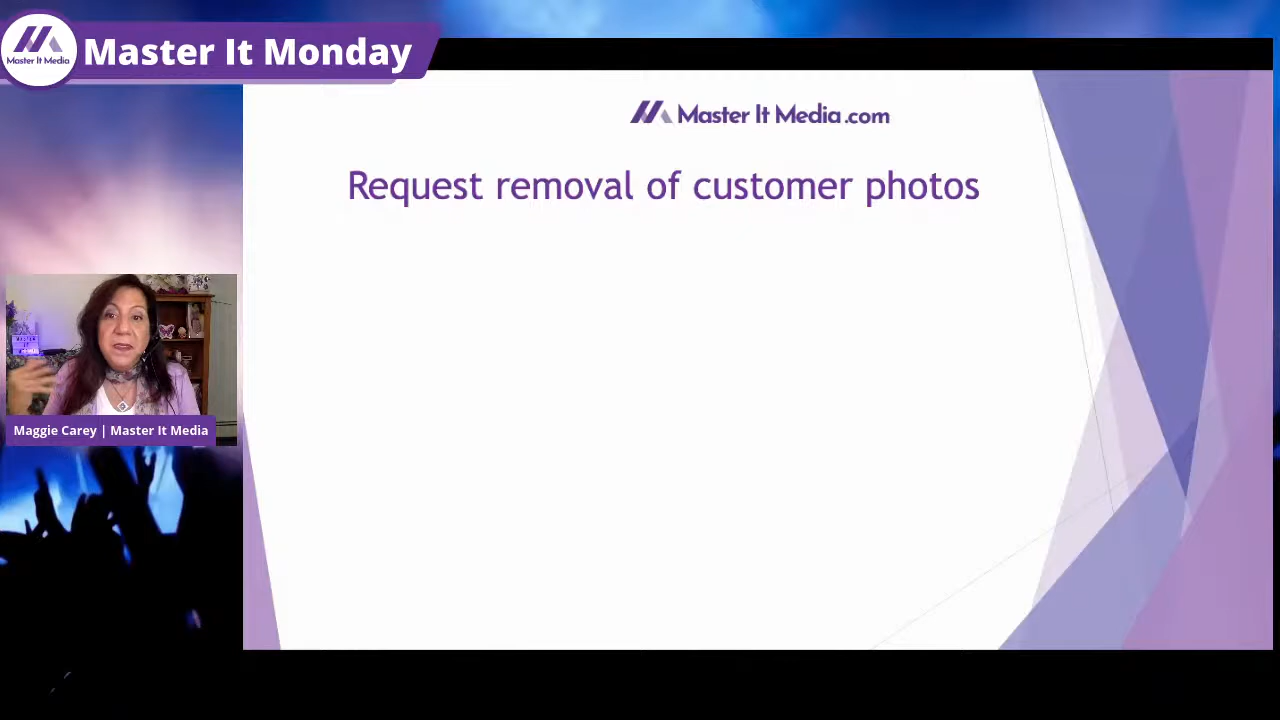 Master It Media
Master It Monday
Master It Media.com
Request removal of customer photos
Maggie Carey | Master It Media